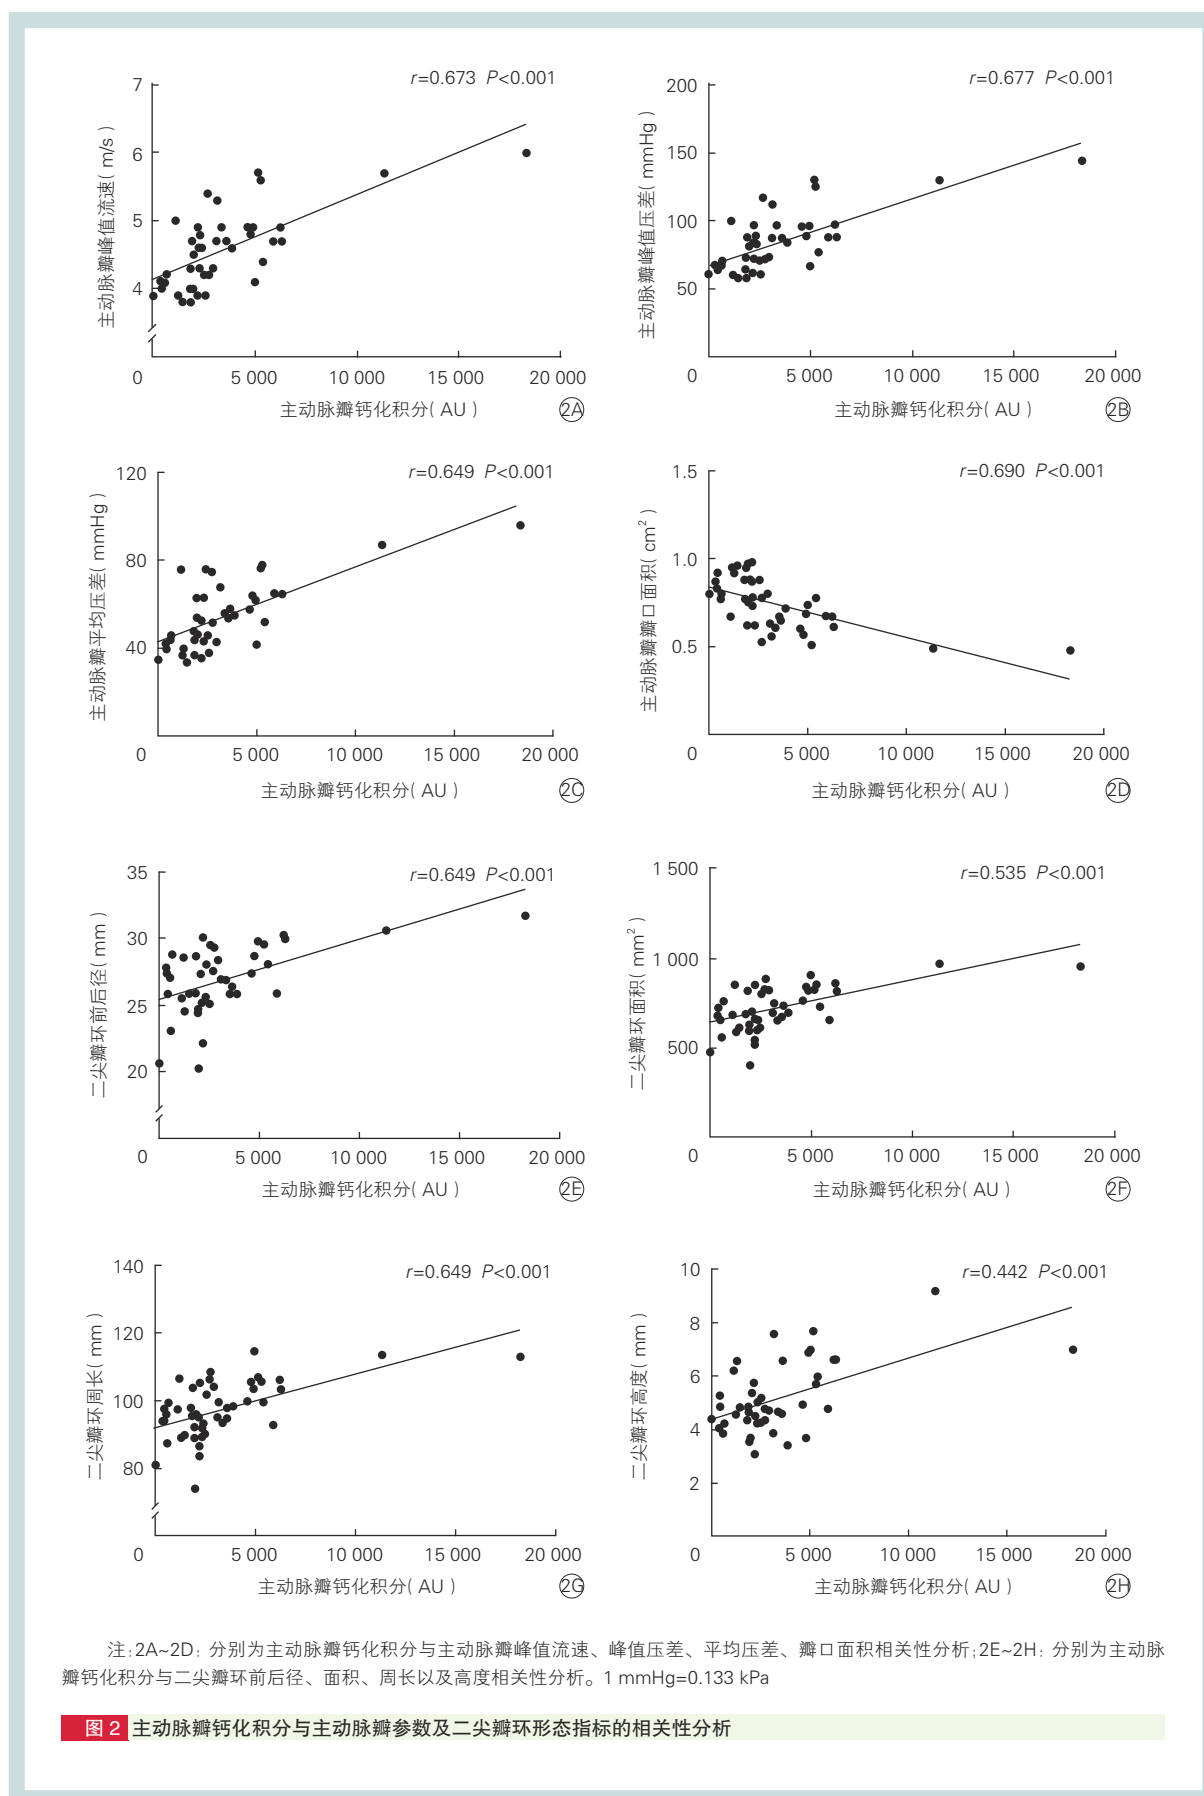 r=0.673 P<0.001
7
6
5
4
主动脉瓣峰值流速( m/s )
0 5 000 10 000 15 000 20 000
主动脉瓣钙化积分( AU )
2A
r=0.677 P<0.001
200
150
100
50
主动脉瓣峰值压差( mmHg )
0 5 000 10 000 15 000 20 000
主动脉瓣钙化积分( AU )
2B
r=0.649 P<0.001
120
80
40
主动脉瓣平均压差( mmHg )
0 5 000 10 000 15 000 20 000
主动脉瓣钙化积分( AU )
2C
r=0.690 P<0.001
1.5
1.0
0.5
主动脉瓣瓣口面积( cm² )
0 5 000 10 000 15 000 20 000
主动脉瓣钙化积分( AU )
2D
r=0.649 P<0.001
35
30
25
20
二尖瓣环前后径( mm )
0 5 000 10 000 15 000 20 000
主动脉瓣钙化积分( AU )
2E
r=0.535 P<0.001
1 500
1 000
500
二尖瓣环面积( mm² )
0 5 000 10 000 15 000 20 000
主动脉瓣钙化积分( AU )
2F
r=0.649 P<0.001
140
120
100
80
二尖瓣环周长( mm )
0 5 000 10 000 15 000 20 000
主动脉瓣钙化积分( AU )
2G
r=0.442 P<0.001
10
8
6
4
2
二尖瓣环高度( mm )
0 5 000 10 000 15 000 20 000
主动脉瓣钙化积分( AU )
2H
注:2A~2D: 分别为主动脉瓣钙化积分与主动脉瓣峰值流速、峰值压差、平均压差、瓣口面积相关性分析;2E~2H: 分别为主动脉
瓣钙化积分与二尖瓣环前后径、面积、周长以及高度相关性分析。1 mmHg=0.133 kPa
图 2 主动脉瓣钙化积分与主动脉瓣参数及二尖瓣环形态指标的相关性分析